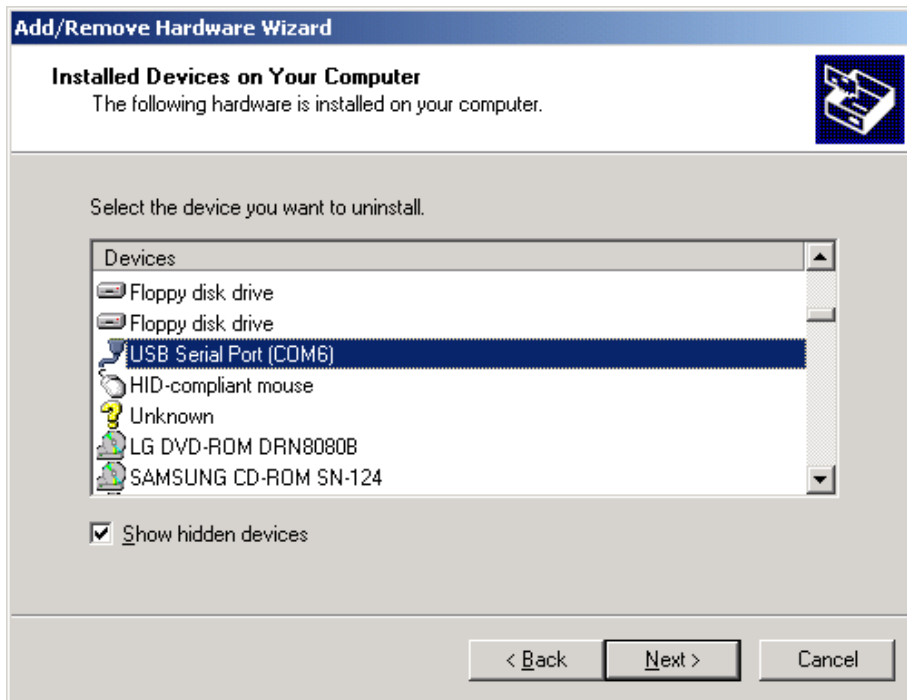 Add/Remove Hardware Wizard
Installed Devices on Your Computer
The following hardware is installed on your computer.
Select the device you want to uninstall.
Devices
Floppy disk drive
Floppy disk drive
USB Serial Port (COM6)
HID-compliant mouse
Unknown
LG DVD-ROM DRN8080B
SAMSUNG CD-ROM SN-124
Show hidden devices
< Back Next > Cancel